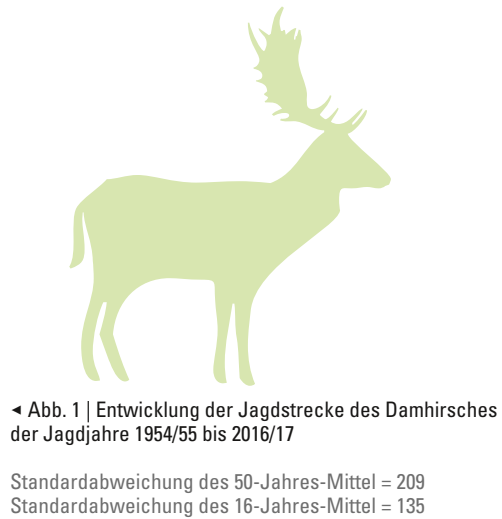 ◂ Abb. 1 | Entwicklung der Jagdstrecke des Damhirsches
der Jagdjahre 1954/55 bis 2016/17
Standardabweichung des 50-Jahres-Mittel = 209
Standardabweichung des 16-Jahres-Mittel = 135